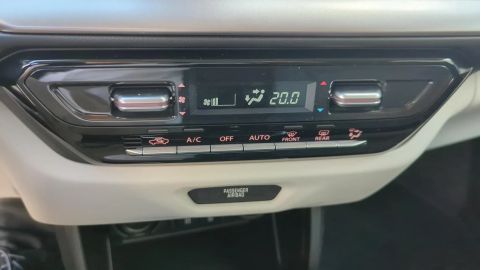 20.0
A/C OFF AUTO FRONT REAR
PASSENGER
AIRBAG